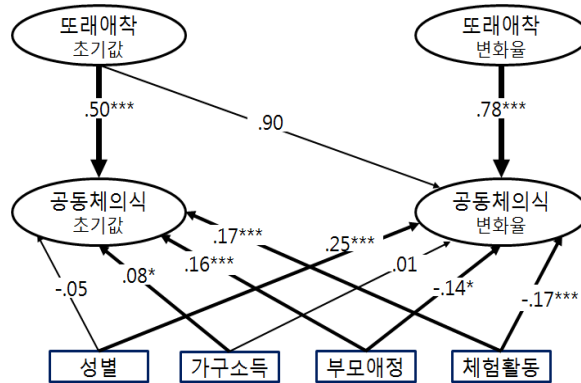 또래애착
초기값
또래애착
변화율
.50***
.90
.78***
공동체의식
초기값
공동체의식
변화율
-.05
.08*
.16***
.17***
.25***
.01
-.14*
-.17***
성별
가구소득
부모애정
체험활동